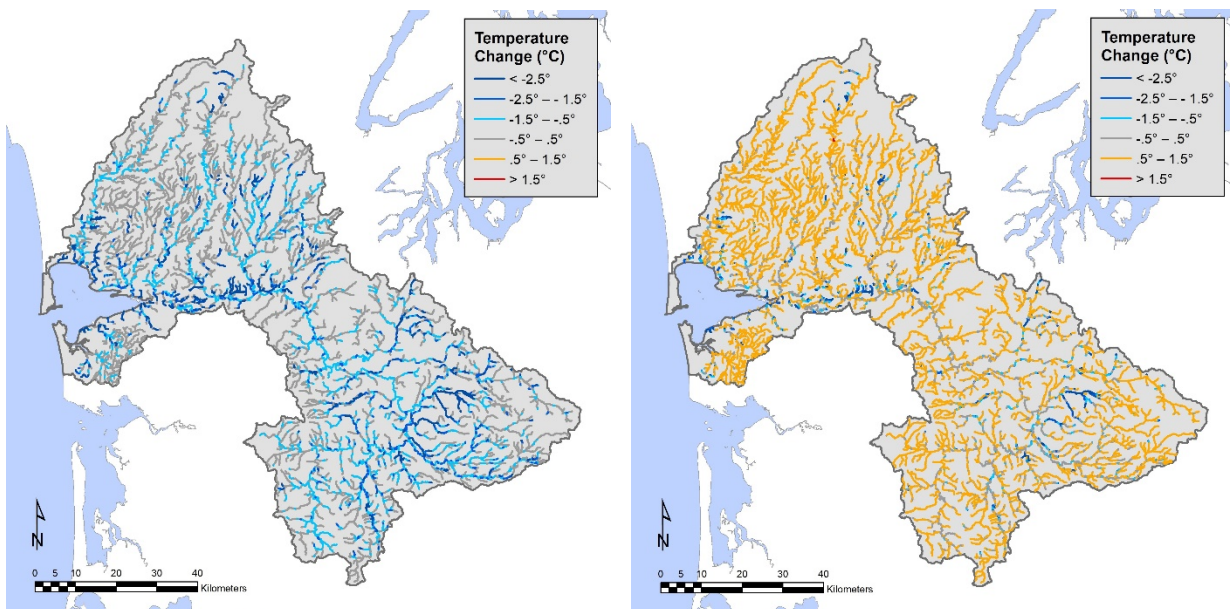 Temperature
Change (°C)
< -2.5°
-2.5° – - 1.5°
-1.5° – -.5°
-.5° – .5°
.5° – 1.5°
> 1.5°
N
0 5 10 20 30 40
Kilometers
Temperature
Change (°C)
< -2.5°
-2.5° – - 1.5°
-1.5° – -.5°
-.5° – .5°
.5° – 1.5°
> 1.5°
N
0 5 10 20 30 40
Kilometers